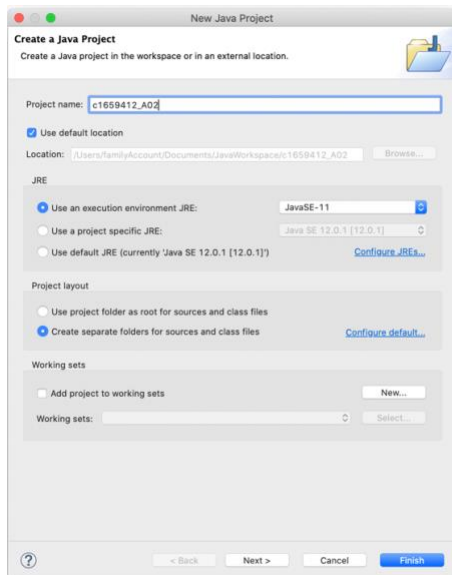 New Java Project
Create a Java Project
Create a Java project in the workspace or in an external location.
Project name: c1659412_A02
Use default location
Location: /Users/familyAccount/Documents/JavaWorkspace/c1659412_A02 Browse...
JRE
Use an execution environment JRE: JavaSE-11
Use a project specific JRE: Java SE 12.0.1 [12.0.1]
Use default JRE (currently 'Java SE 12.0.1 [12.0.1]') Configure JREs...
Project layout
Use project folder as root for sources and class files
Create separate folders for sources and class files Configure default...
Working sets
Add project to working sets New...
Working sets: Select...
? < Back Next > Cancel Finish